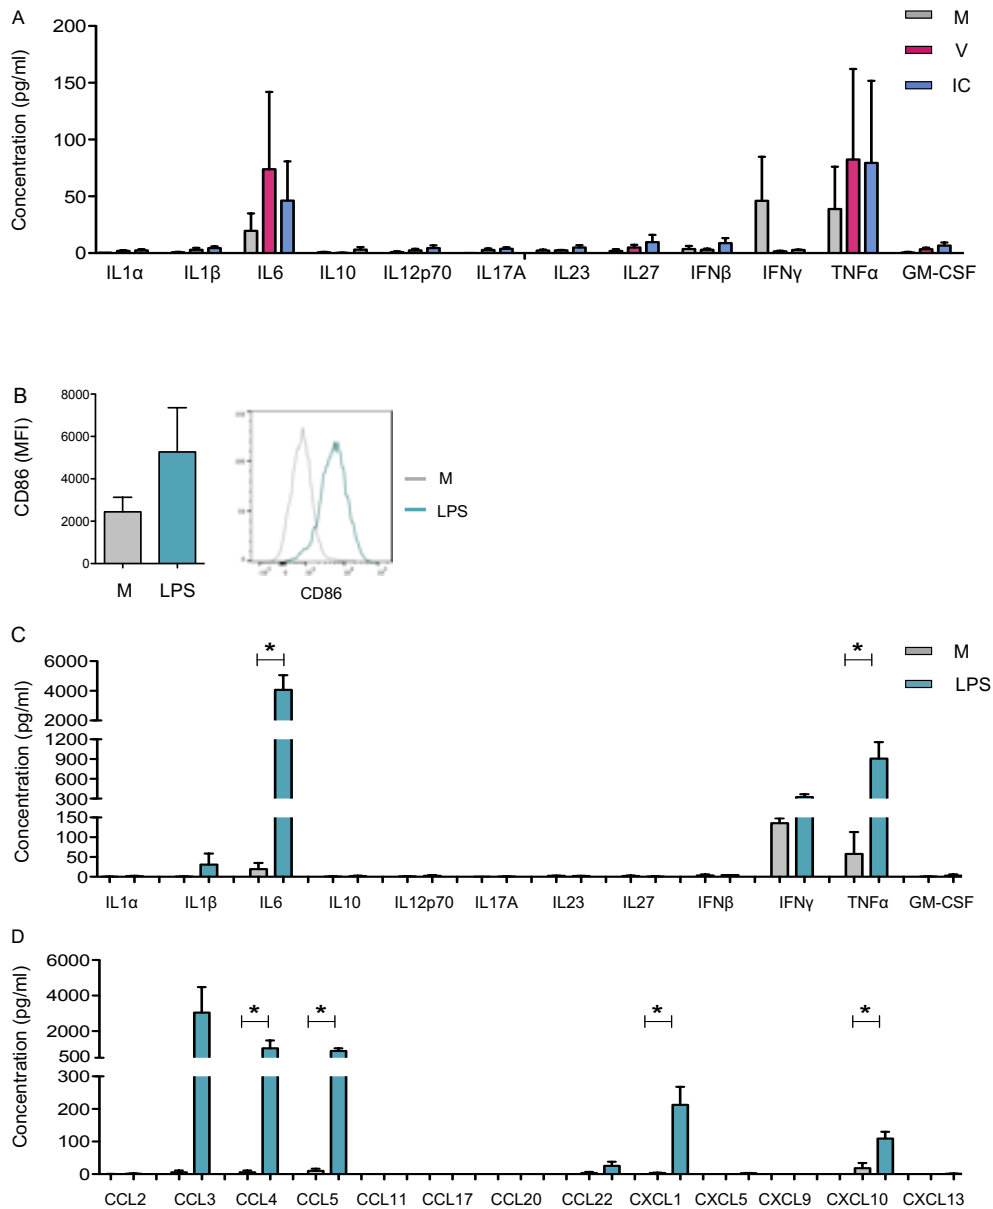 A
Concentration (pg/ml)
200
150
100
50
0
M
V
IC
IL1α IL1β IL6 IL10 IL12p70 IL17A IL23 IL27 IFNβ IFNγ TNFα GM-CSF
B
CD86 (MFI)
8000
6000
4000
2000
0
M LPS
CD86
M
LPS
C
Concentration (pg/ml)
6000
4000
2000
1200
900
600
300
150
100
50
0
* *
M
LPS
IL1α IL1β IL6 IL10 IL12p70 IL17A IL23 IL27 IFNβ IFNγ TNFα GM-CSF
D
Concentration (pg/ml)
6000
4000
2000
500
300
200
100
0
* * * *
CCL2 CCL3 CCL4 CCL5 CCL11 CCL17 CCL20 CCL22 CXCL1 CXCL5 CXCL9 CXCL10 CXCL13